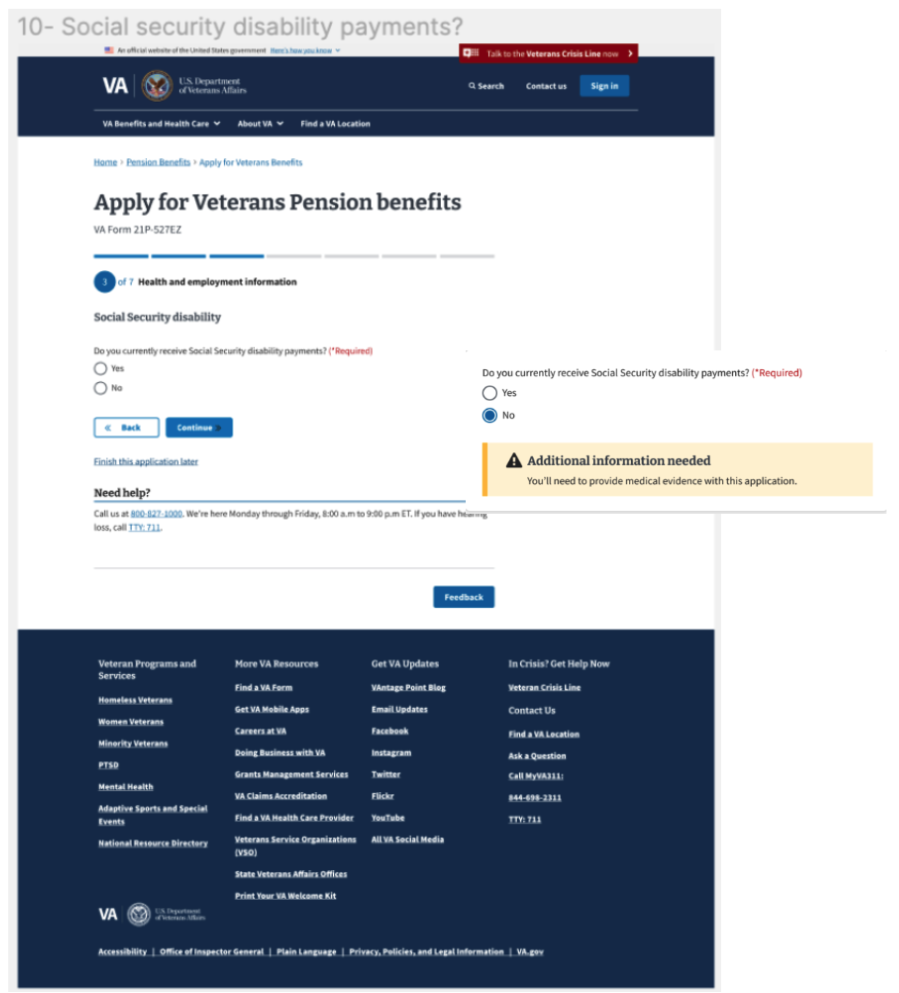 10- Social security disability payments?
An official website of the United States government Here's how you know
Talk to the Veterans Crisis Line now
VA
U.S. Department
of Veterans Affairs
Search Contact us Sign in
VA Benefits and Health Care About VA Find a VA Location
Home › Pension Benefits › Apply for Veterans Benefits
Apply for Veterans Pension benefits
VA Form 21P-527EZ
3 of 7 Health and employment information
Social Security disability
Do you currently receive Social Security disability payments? (*Required)
Yes
No
« Back
Continue »
Finish this application later
Need help?
Call us at 800-827-1000. We're here Monday through Friday, 8:00 a.m to 9:00 p.m ET. If you have hearing
loss, call TTY: 711.
Do you currently receive Social Security disability payments? (*Required)
Yes
No
Additional information needed
You'll need to provide medical evidence with this application.
Feedback
Veteran Programs and
Services
Homeless Veterans
Women Veterans
Minority Veterans
PTSD
Mental Health
Adaptive Sports and Special
Events
National Resource Directory
More VA Resources
Find a VA Form
Get VA Mobile Apps
Careers at VA
Doing Business with VA
Grants Management Services
VA Claims Accreditation
Find a VA Health Care Provider
Veterans Service Organizations
(VSO)
State Veterans Affairs Offices
Print Your VA Welcome Kit
Get VA Updates
VAntage Point Blog
Email Updates
Facebook
Instagram
Twitter
Flickr
YouTube
All VA Social Media
In Crisis? Get Help Now
Veteran Crisis Line
Contact Us
Find a VA Location
Ask a Question
Call MyVA311:
844-698-2311
TTY: 711
VA
U.S. Department
of Veterans Affairs
Accessibility | Office of Inspector General | Plain Language | Privacy, Policies, and Legal Information | VA.gov